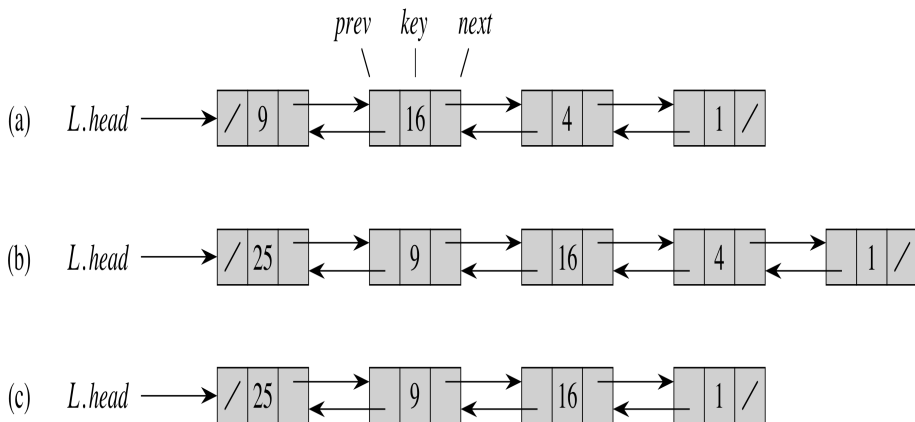 prev key next
(a) L.head / 9 16 4 1 /
(b) L.head / 25 9 16 4 1 /
(c) L.head / 25 9 16 1 /